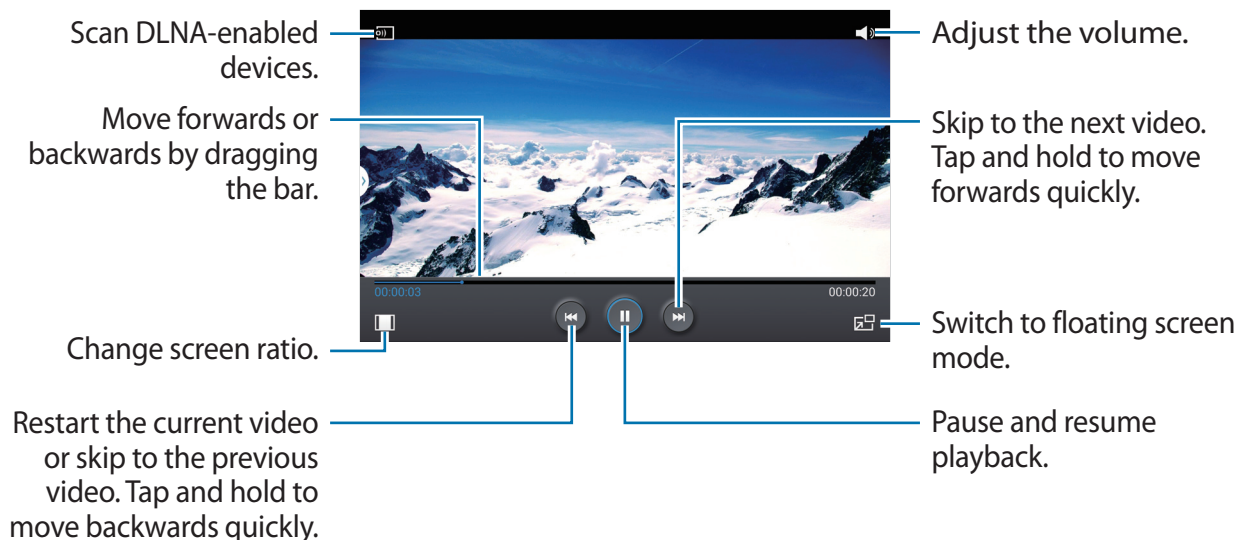 Scan DLNA-enabled
devices.
Move forwards or
backwards by dragging
the bar.
Change screen ratio.
Restart the current video
or skip to the previous
video. Tap and hold to
move backwards quickly.
00:00:03
00:00:20
Adjust the volume.
Skip to the next video.
Tap and hold to move
forwards quickly.
Switch to floating screen
mode.
Pause and resume
playback.